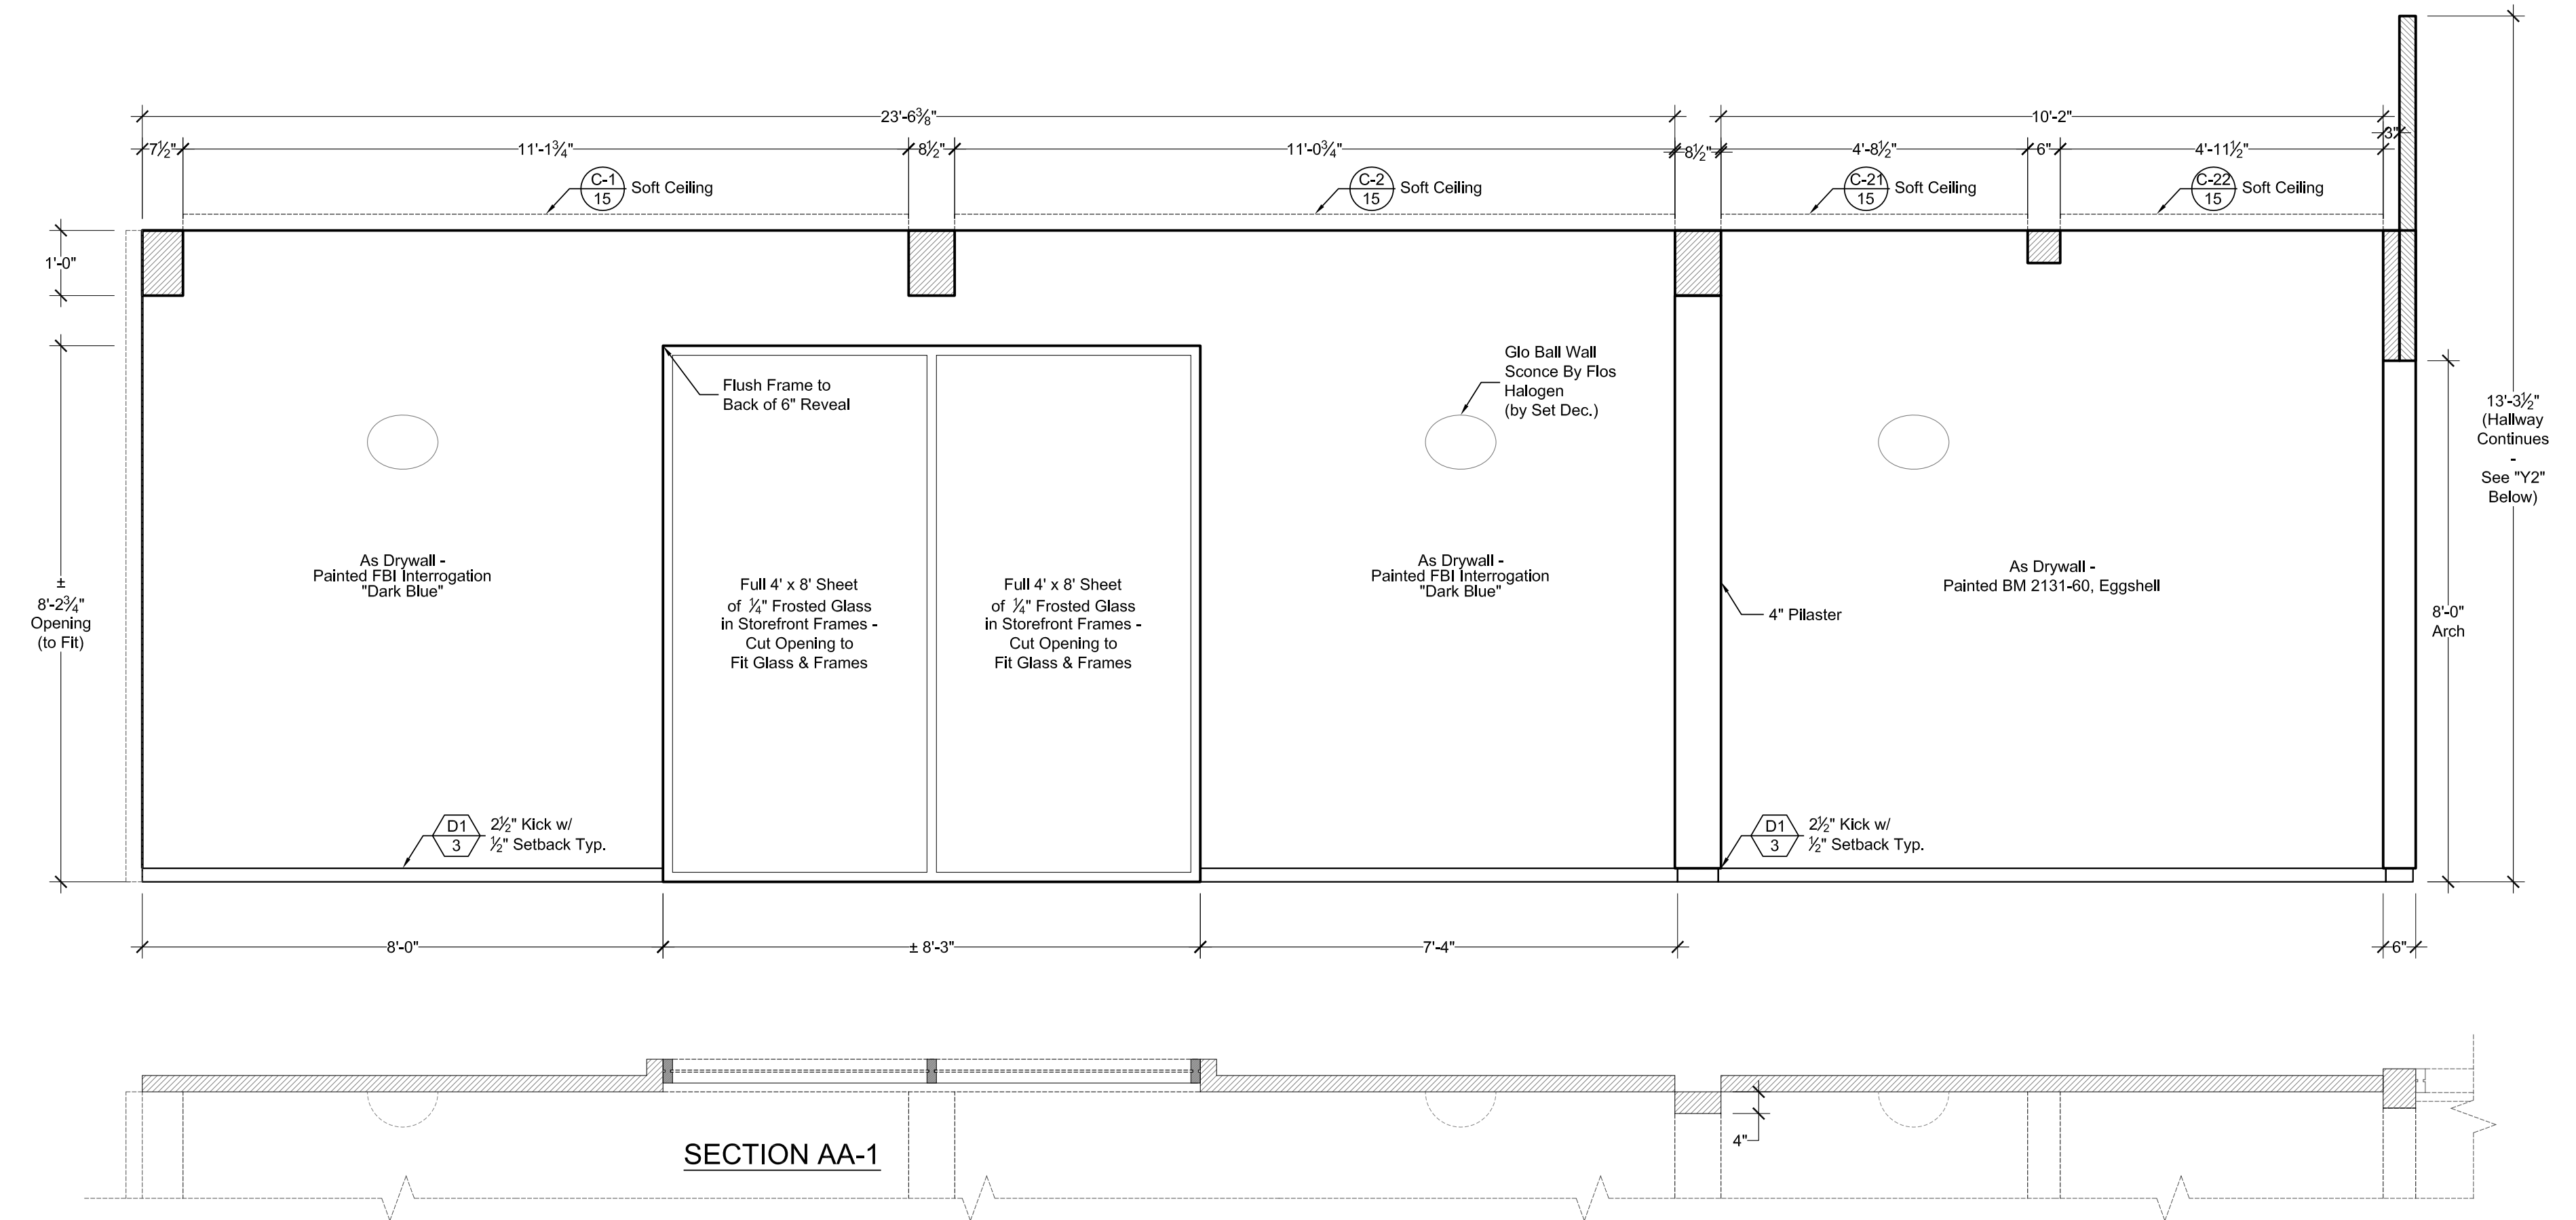 23'-6⅜"
10'-2"
3"
7½"
11'-1¾"
8½"
11'-0¾"
8½"
4'-8½"
6"
4'-11½"
C-1
15
Soft Ceiling
C-2
15
Soft Ceiling
C-21
15
Soft Ceiling
C-22
15
Soft Ceiling
1'-0"
±
8'-2¾"
Opening
(to Fit)
Flush Frame to
Back of 6" Reveal
Glo Ball Wall
Sconce By Flos
Halogen
(by Set Dec.)
13'-3½"
(Hallway
Continues
-
See "Y2"
Below)
As Drywall -
Painted FBI Interrogation
"Dark Blue"
Full 4' x 8' Sheet
of ¼" Frosted Glass
in Storefront Frames -
Cut Opening to
Fit Glass & Frames
Full 4' x 8' Sheet
of ¼" Frosted Glass
in Storefront Frames -
Cut Opening to
Fit Glass & Frames
As Drywall -
Painted FBI Interrogation
"Dark Blue"
4" Pilaster
As Drywall -
Painted BM 2131-60, Eggshell
8'-0"
Arch
D1
3
2½" Kick w/
½" Setback Typ.
D1
3
2½" Kick w/
½" Setback Typ.
8'-0"
± 8'-3"
7'-4"
6"
4"
SECTION AA-1